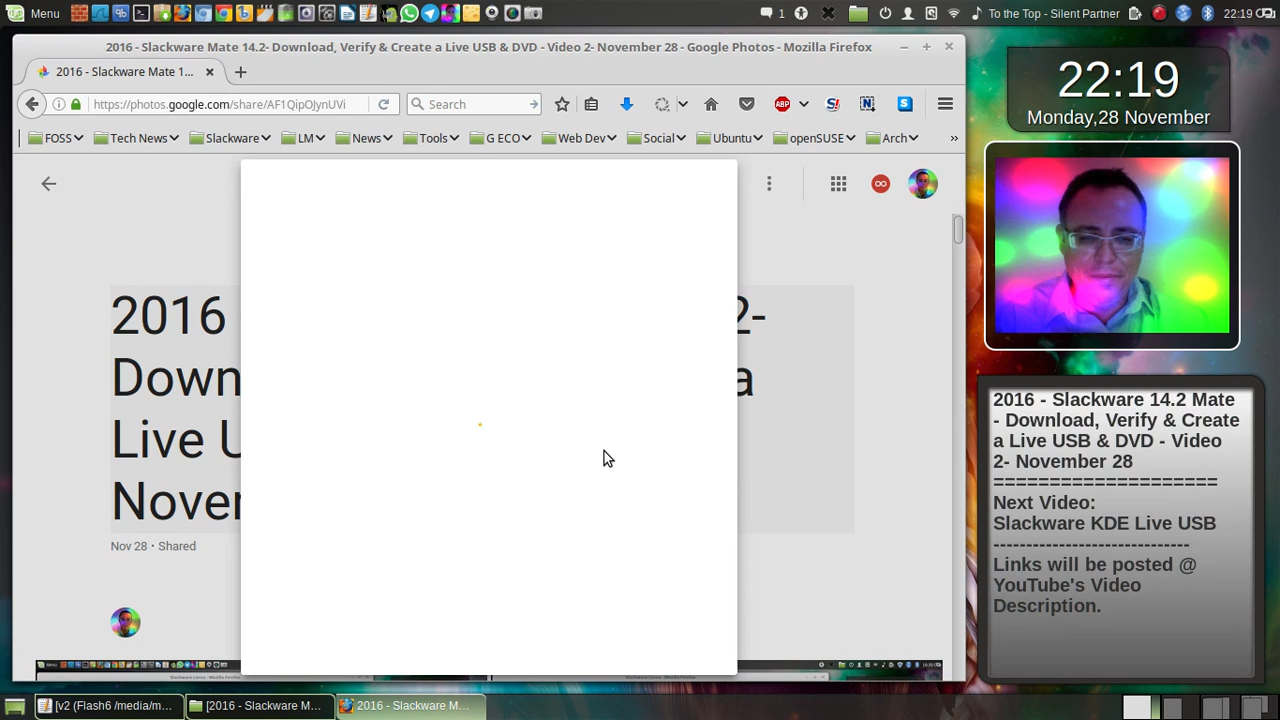 Menu
1
To the Top - Silent Partner
22:19
2016 - Slackware Mate 14.2- Download, Verify & Create a Live USB & DVD - Video 2- November 28 - Google Photos - Mozilla Firefox
2016 - Slackware Mate 1...
https://photos.google.com/share/AF1QipOJynUVi
Search
ABP
FOSS
Tech News
Slackware
LM
News
Tools
G ECO
Web Dev
Social
Ubuntu
openSUSE
Arch
»
2016
2-
Down
a
Live U
Nover
Nov 28 · Shared
22:19
Monday,28 November
2016 - Slackware 14.2 Mate
- Download, Verify & Create
a Live USB & DVD - Video
2- November 28
====================
Next Video:
Slackware KDE Live USB
----------------------------
Links will be posted @
YouTube's Video
Description.
[v2 (Flash6 /media/m...
[2016 - Slackware M...
2016 - Slackware M...